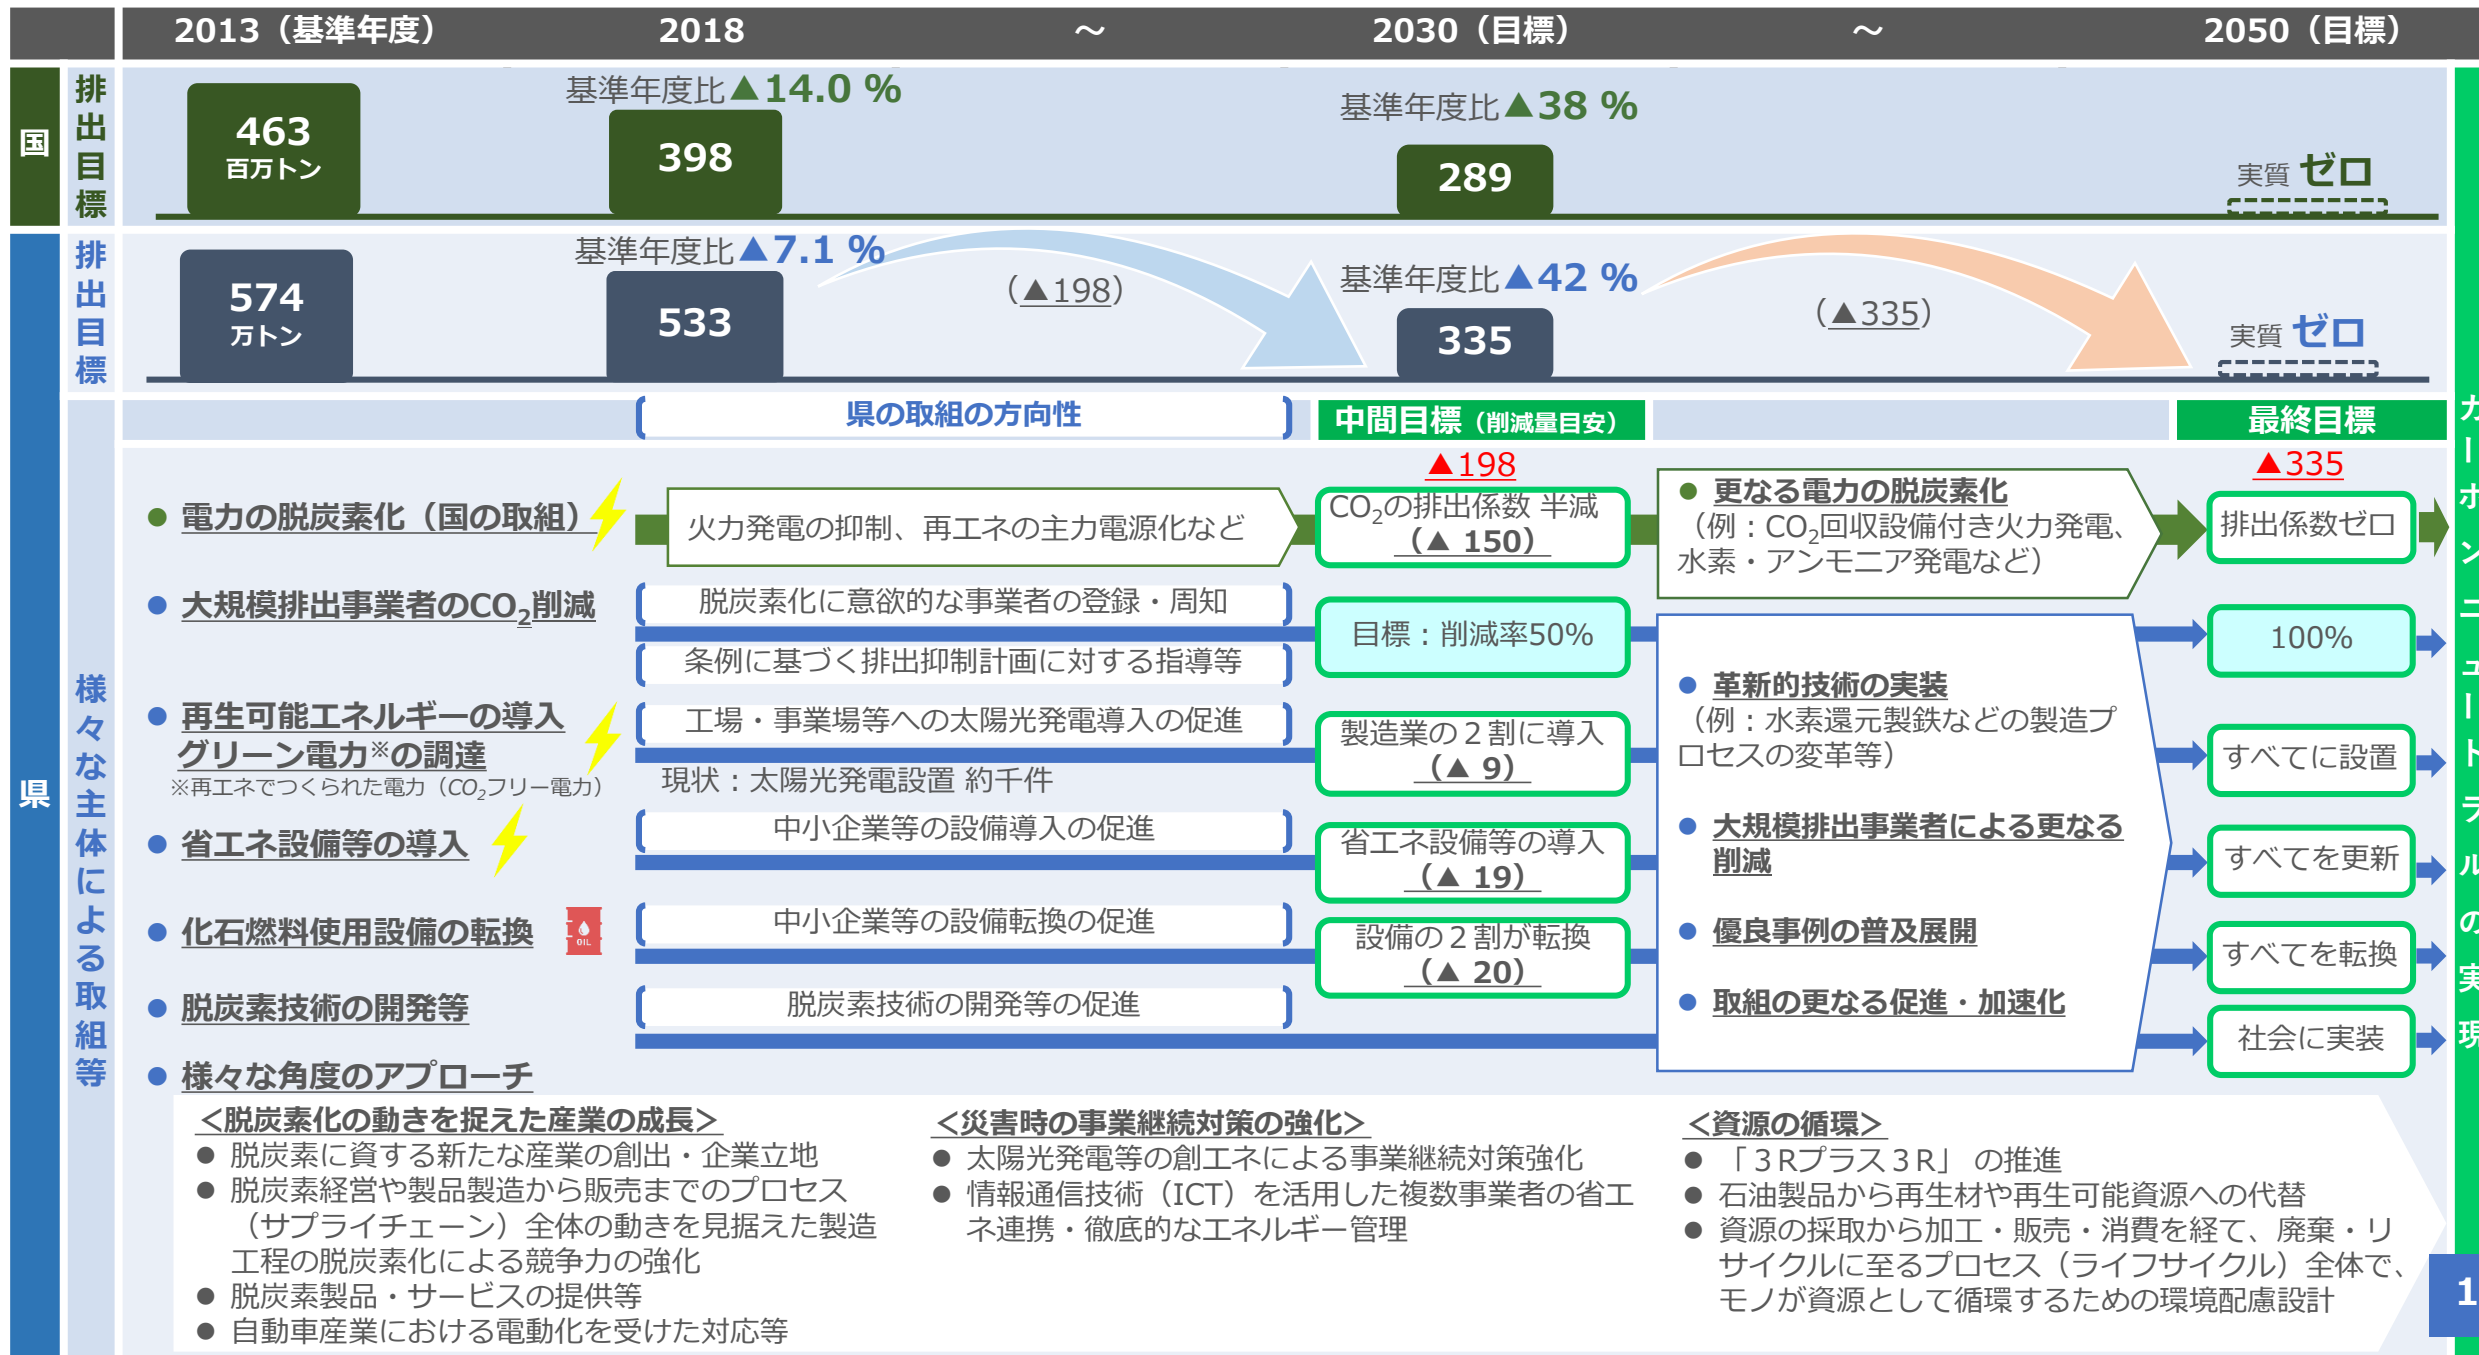 2013（基準年度）
2018
～
2030（目標）
～
2050（目標）
国
排出目標
463
百万トン
基準年度比▲14.0 %
398
基準年度比▲38 %
289
実質 ゼロ
県
排出目標
574
万トン
基準年度比▲7.1 %
533
（▲198）
基準年度比▲42 %
335
（▲335）
実質 ゼロ
様々な主体による取組等
県の取組の方向性
中間目標（削減量目安）
最終目標
▲198
▲335
● 電力の脱炭素化（国の取組）
火力発電の抑制、再エネの主力電源化など
CO2の排出係数 半減
（▲ 150）
● 更なる電力の脱炭素化
（例：CO2回収設備付き火力発電、
水素・アンモニア発電など）
排出係数ゼロ
● 大規模排出事業者のCO2削減
脱炭素化に意欲的な事業者の登録・周知
条例に基づく排出抑制計画に対する指導等
目標：削減率50%
100%
● 再生可能エネルギーの導入
グリーン電力※の調達
※再エネでつくられた電力（CO2フリー電力）
工場・事業場等への太陽光発電導入の促進
現状：太陽光発電設置 約千件
製造業の２割に導入
（▲ 9）
すべてに設置
● 省エネ設備等の導入
中小企業等の設備導入の促進
省エネ設備等の導入
（▲ 19）
すべてを更新
● 化石燃料使用設備の転換
OIL
中小企業等の設備転換の促進
設備の２割が転換
（▲ 20）
すべてを転換
● 脱炭素技術の開発等
脱炭素技術の開発等の促進
社会に実装
● 革新的技術の実装
（例：水素還元製鉄などの製造プ
ロセスの変革等）
● 大規模排出事業者による更なる
削減
● 優良事例の普及展開
● 取組の更なる促進・加速化
● 様々な角度のアプローチ
＜脱炭素化の動きを捉えた産業の成長＞
● 脱炭素に資する新たな産業の創出・企業立地
● 脱炭素経営や製品製造から販売までのプロセス
（サプライチェーン）全体の動きを見据えた製造
工程の脱炭素化による競争力の強化
● 脱炭素製品・サービスの提供等
● 自動車産業における電動化を受けた対応等
＜災害時の事業継続対策の強化＞
● 太陽光発電等の創エネによる事業継続対策強化
● 情報通信技術（ICT）を活用した複数事業者の省エ
ネ連携・徹底的なエネルギー管理
＜資源の循環＞
● 「３Rプラス３R」 の推進
● 石油製品から再生材や再生可能資源への代替
● 資源の採取から加工・販売・消費を経て、廃棄・リ
サイクルに至るプロセス（ライフサイクル）全体で、
モノが資源として循環するための環境配慮設計
カーボンニュートラルの実現
1